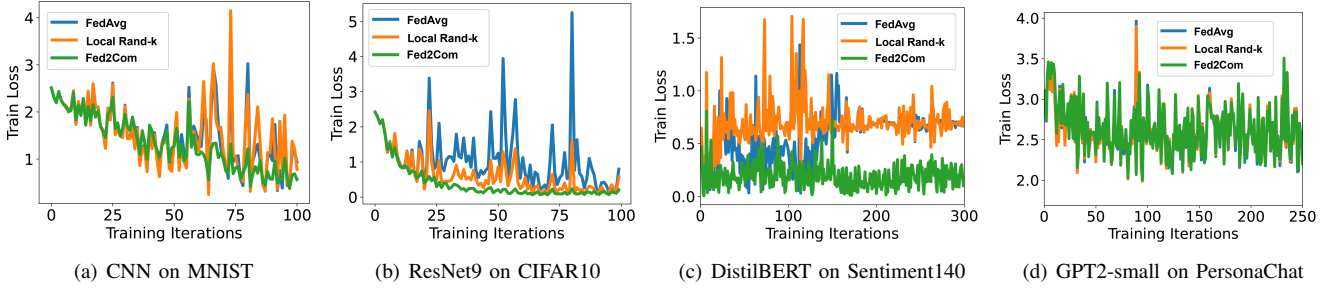 4
3
2
1
0
25
50
75
100
Train Loss
Training Iterations
FedAvg
Local Rand-k
Fed2Com
(a) CNN on MNIST
5
4
3
2
1
0
0
25
50
75
100
Train Loss
Training Iterations
FedAvg
Local Rand-k
Fed2Com
(b) ResNet9 on CIFAR10
1.5
1.0
0.5
0.0
0
100
200
300
Train Loss
Training Iterations
FedAvg
Local Rand-k
Fed2Com
(c) DistilBERT on Sentiment140
4.0
3.5
3.0
2.5
2.0
0
50
100
150
200
250
Train Loss
Training Iterations
FedAvg
Local Rand-k
Fed2Com
(d) GPT2-small on PersonaChat